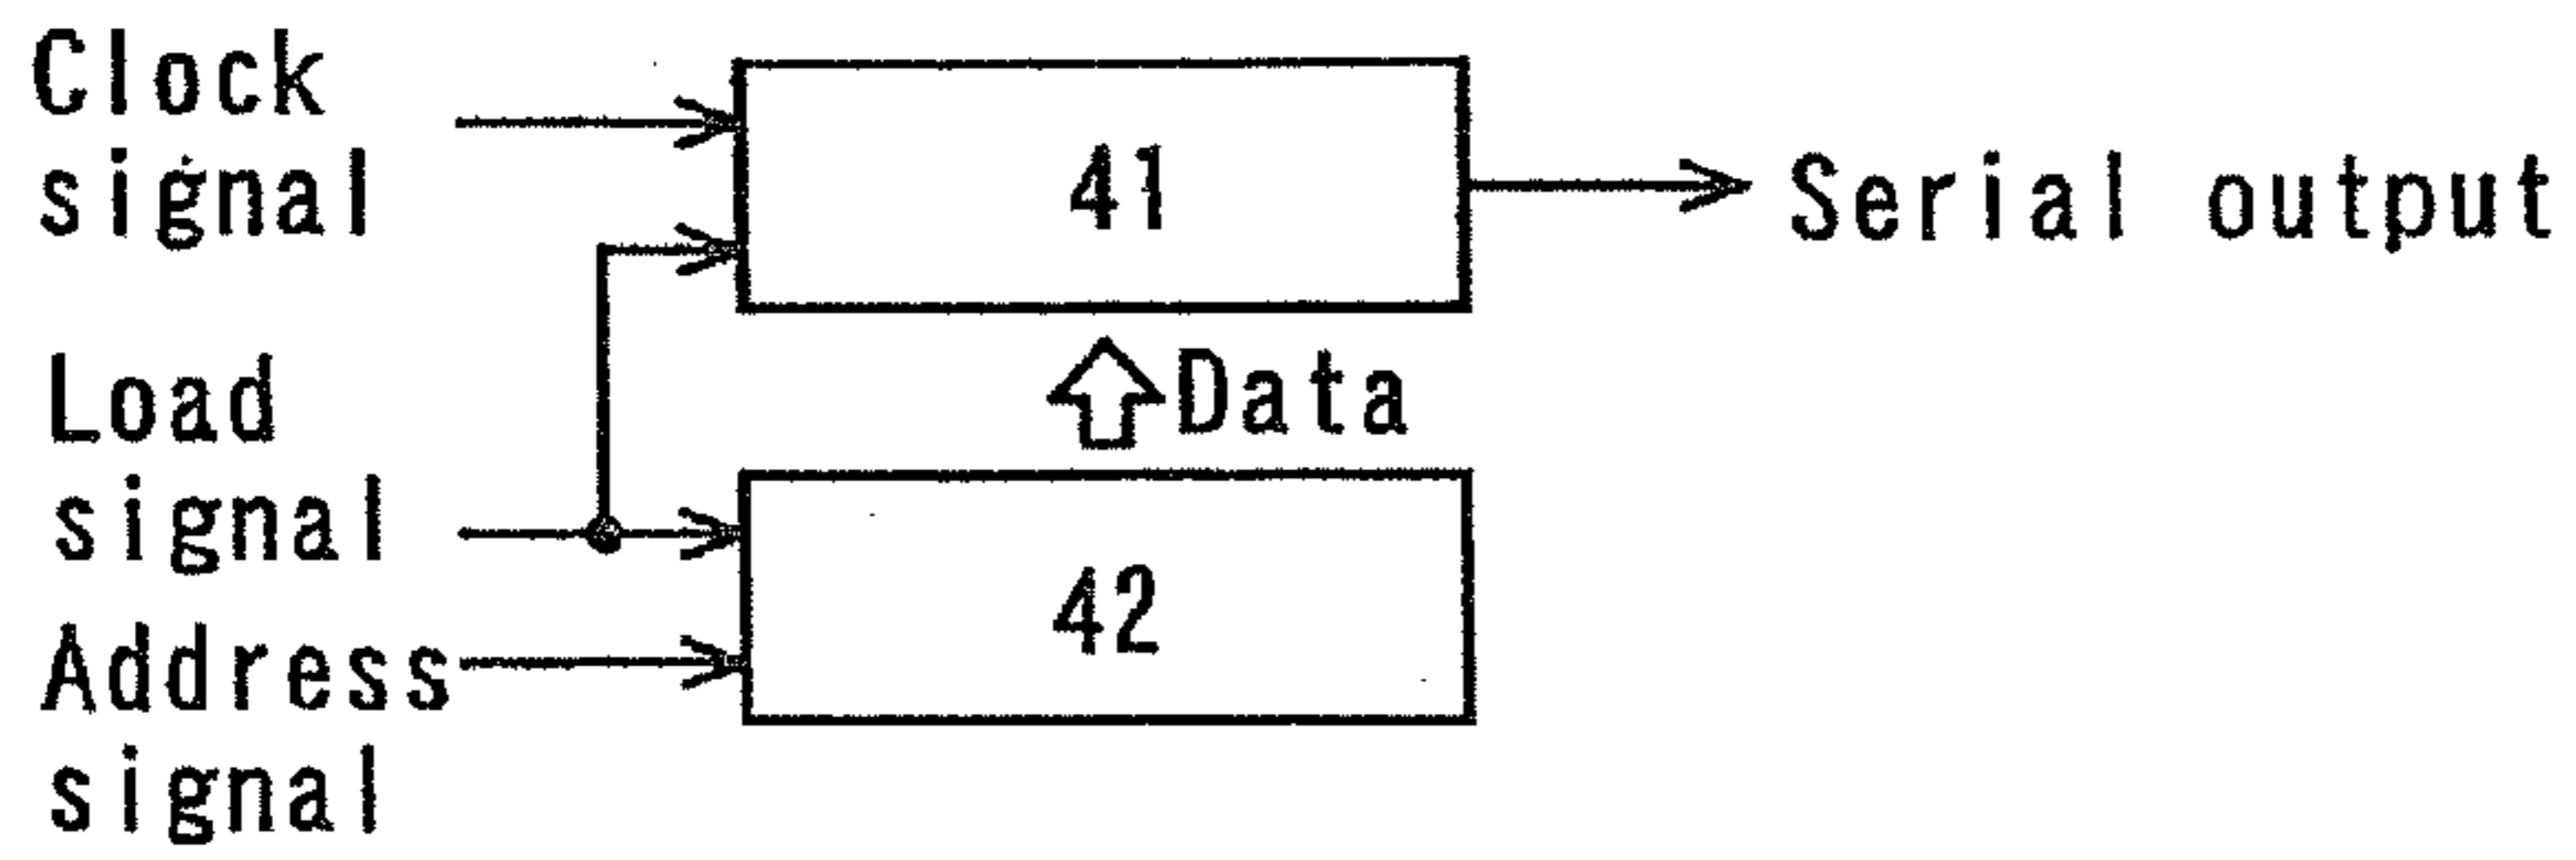 Clock
signal
41
Serial output
Load
signal
Data
42
Address
signal